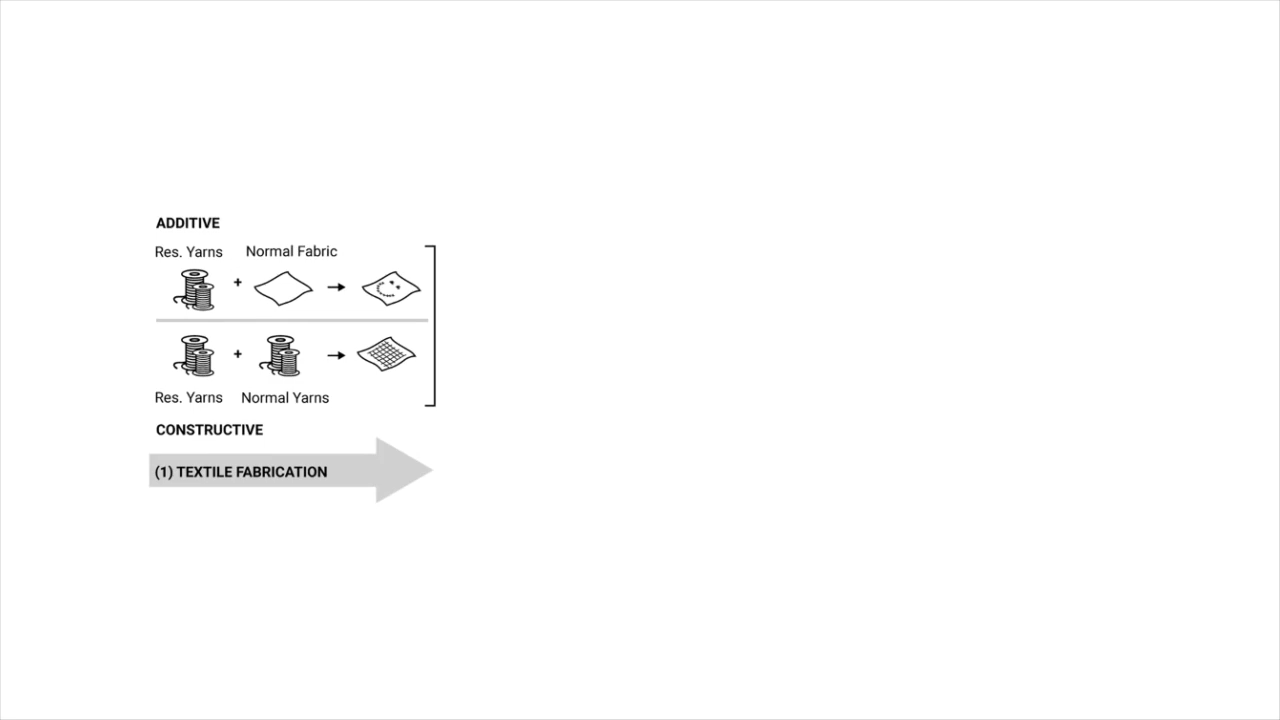 ADDITIVE
Res. Yarns Normal Fabric
+
+
Res. Yarns Normal Yarns
CONSTRUCTIVE
(1) TEXTILE FABRICATION